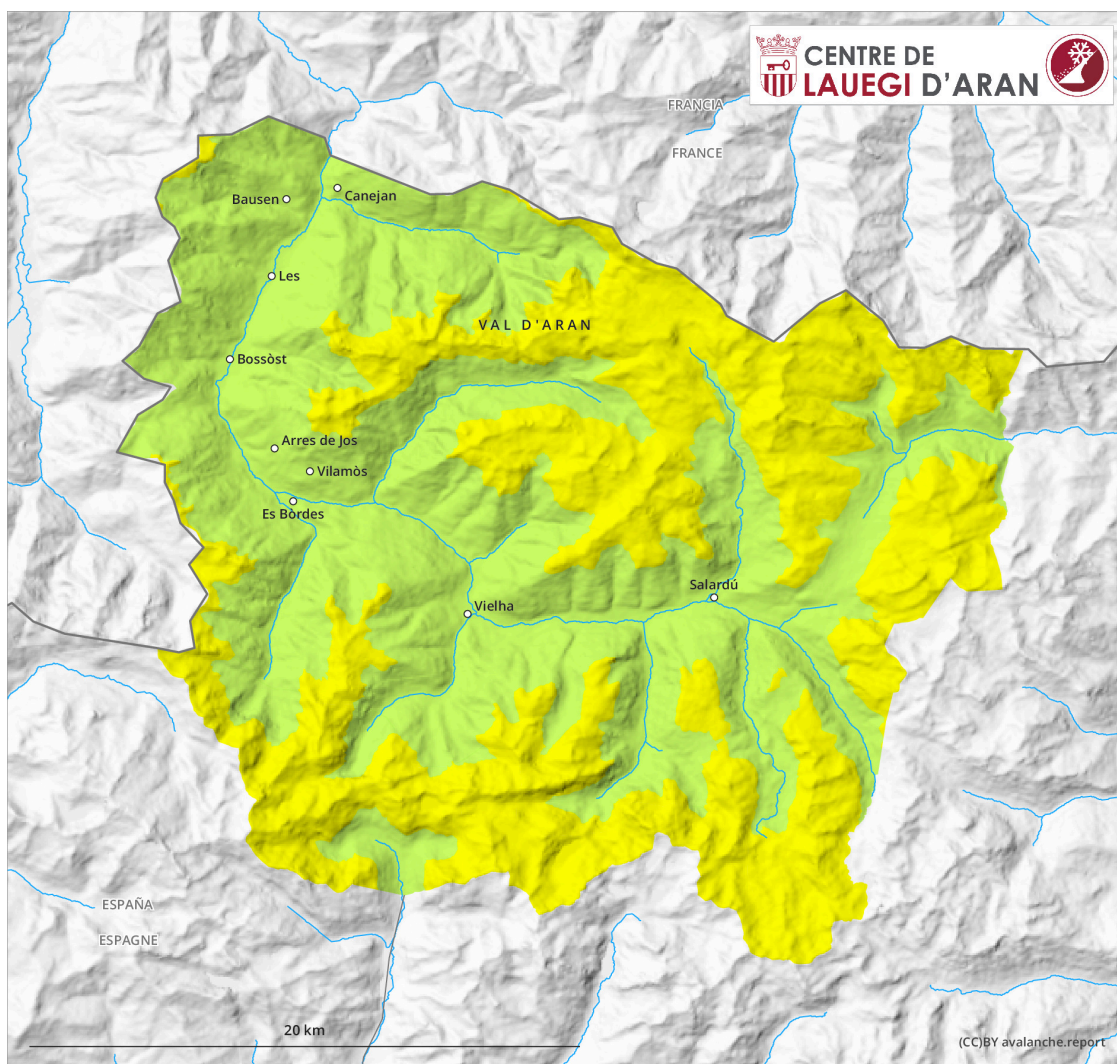 CENTRE DE
LAUEGI D'ARAN
FRANCIA
FRANCE
Bausen
Canejan
Les
VAL D'ARAN
Bossòst
Arres de Jos
Vilamòs
Es Bòrdes
Salardú
Vielha
ESPAÑA
ESPAGNE
20 km
(CC)BY avalanche.report